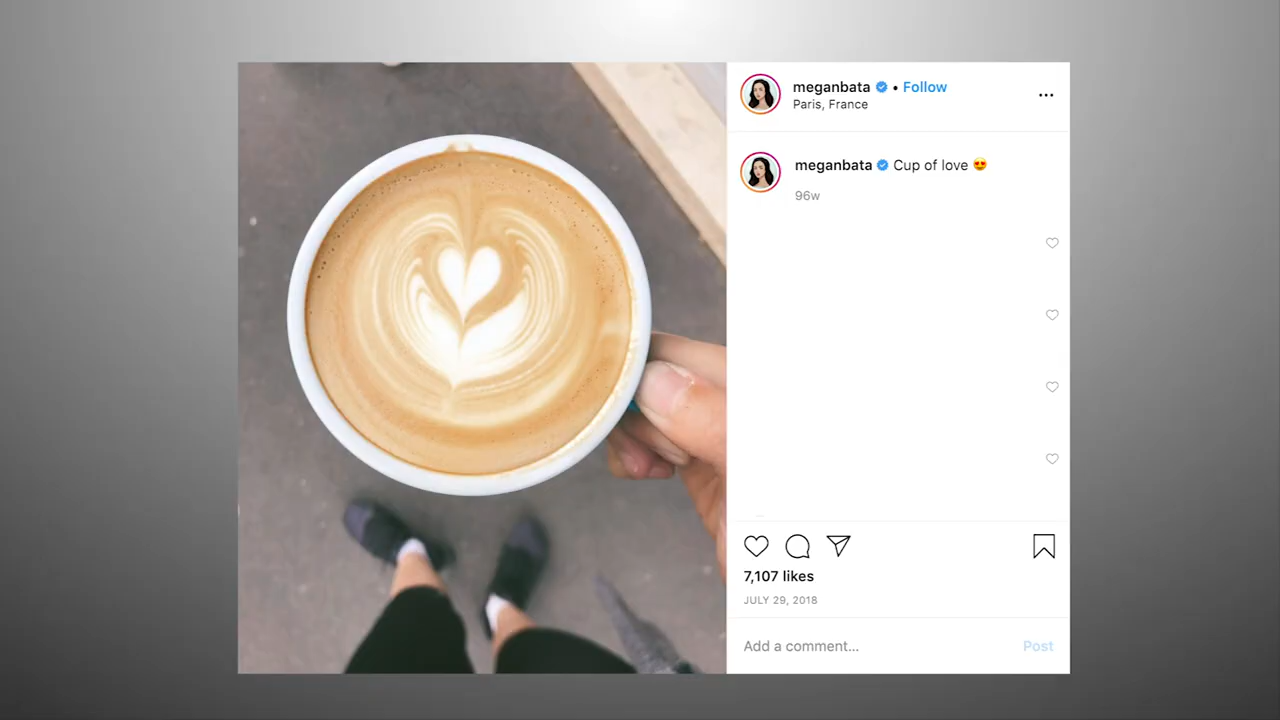 meganbata • Follow
Paris, France
meganbata Cup of love 😍
96w
7,107 likes
JULY 29, 2018
Add a comment... Post